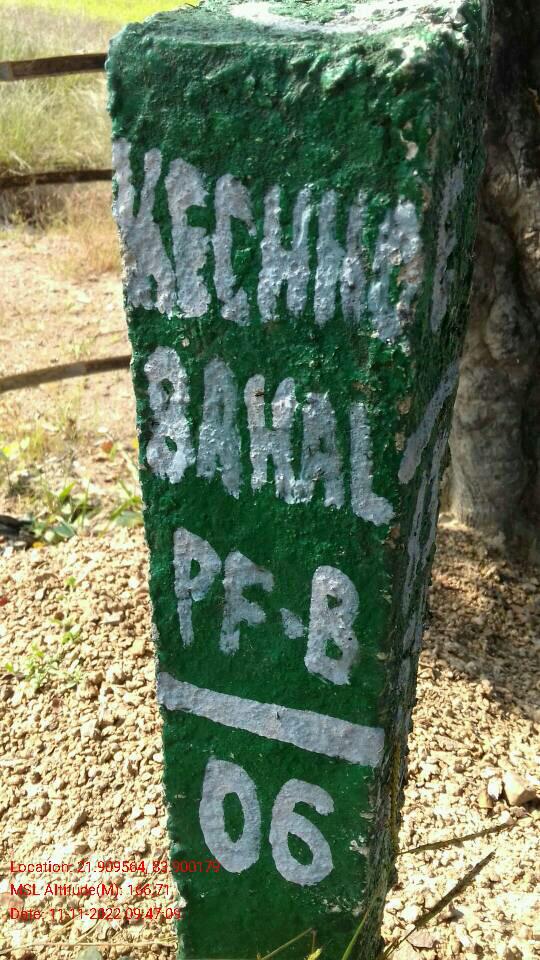 KECHHA
BAHAL
PF-B
06
Location: 21.909564, 83.900179
MSL Altitude(M): 166.71
Date: 11-11-2022 09:47:09